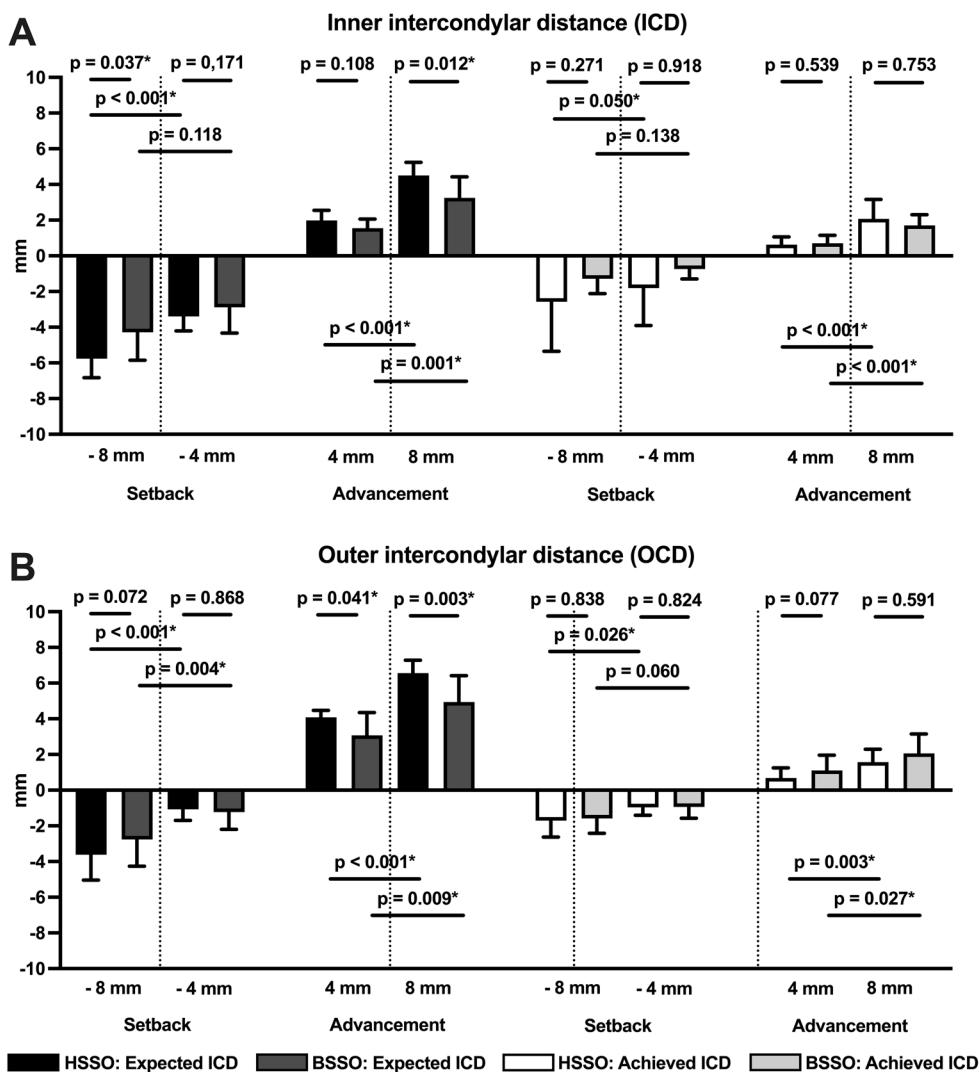 A
Inner intercondylar distance (ICD)
p = 0.037* p = 0,171 p = 0.108 p = 0.012* p = 0.271 p = 0.918 p = 0.539 p = 0.753
10
p < 0.001* p = 0.050*
8
p = 0.118 p = 0.138
6
4
2
0
mm
-2
-4
p < 0.001* p < 0.001*
-6
p = 0.001* p < 0.001*
-8
-10
- 8 mm - 4 mm 4 mm 8 mm - 8 mm - 4 mm 4 mm 8 mm
Setback Advancement Setback Advancement
B
Outer intercondylar distance (OCD)
p = 0.072 p = 0.868 p = 0.041* p = 0.003* p = 0.838 p = 0.824 p = 0.077 p = 0.591
10
p < 0.001* p = 0.026*
8
p = 0.004* p = 0.060
6
4
2
0
mm
-2
-4
p < 0.001* p = 0.003*
-6
p = 0.009* p = 0.027*
-8
-10
- 8 mm - 4 mm 4 mm 8 mm - 8 mm - 4 mm 4 mm 8 mm
Setback Advancement Setback Advancement
HSSO: Expected ICD BSSO: Expected ICD HSSO: Achieved ICD BSSO: Achieved ICD